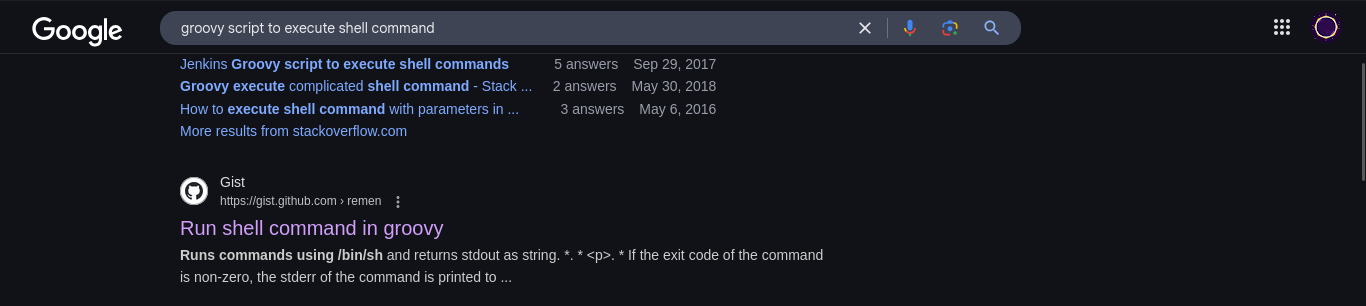 Google groovy script to execute shell command
Jenkins Groovy script to execute shell commands 5 answers Sep 29, 2017
Groovy execute complicated shell command - Stack ... 2 answers May 30, 2018
How to execute shell command with parameters in ... 3 answers May 6, 2016
More results from stackoverflow.com
Gist
https://gist.github.com › remen
Run shell command in groovy
Runs commands using /bin/sh and returns stdout as string. *. * <p>. * If the exit code of the command
is non-zero, the stderr of the command is printed to ...